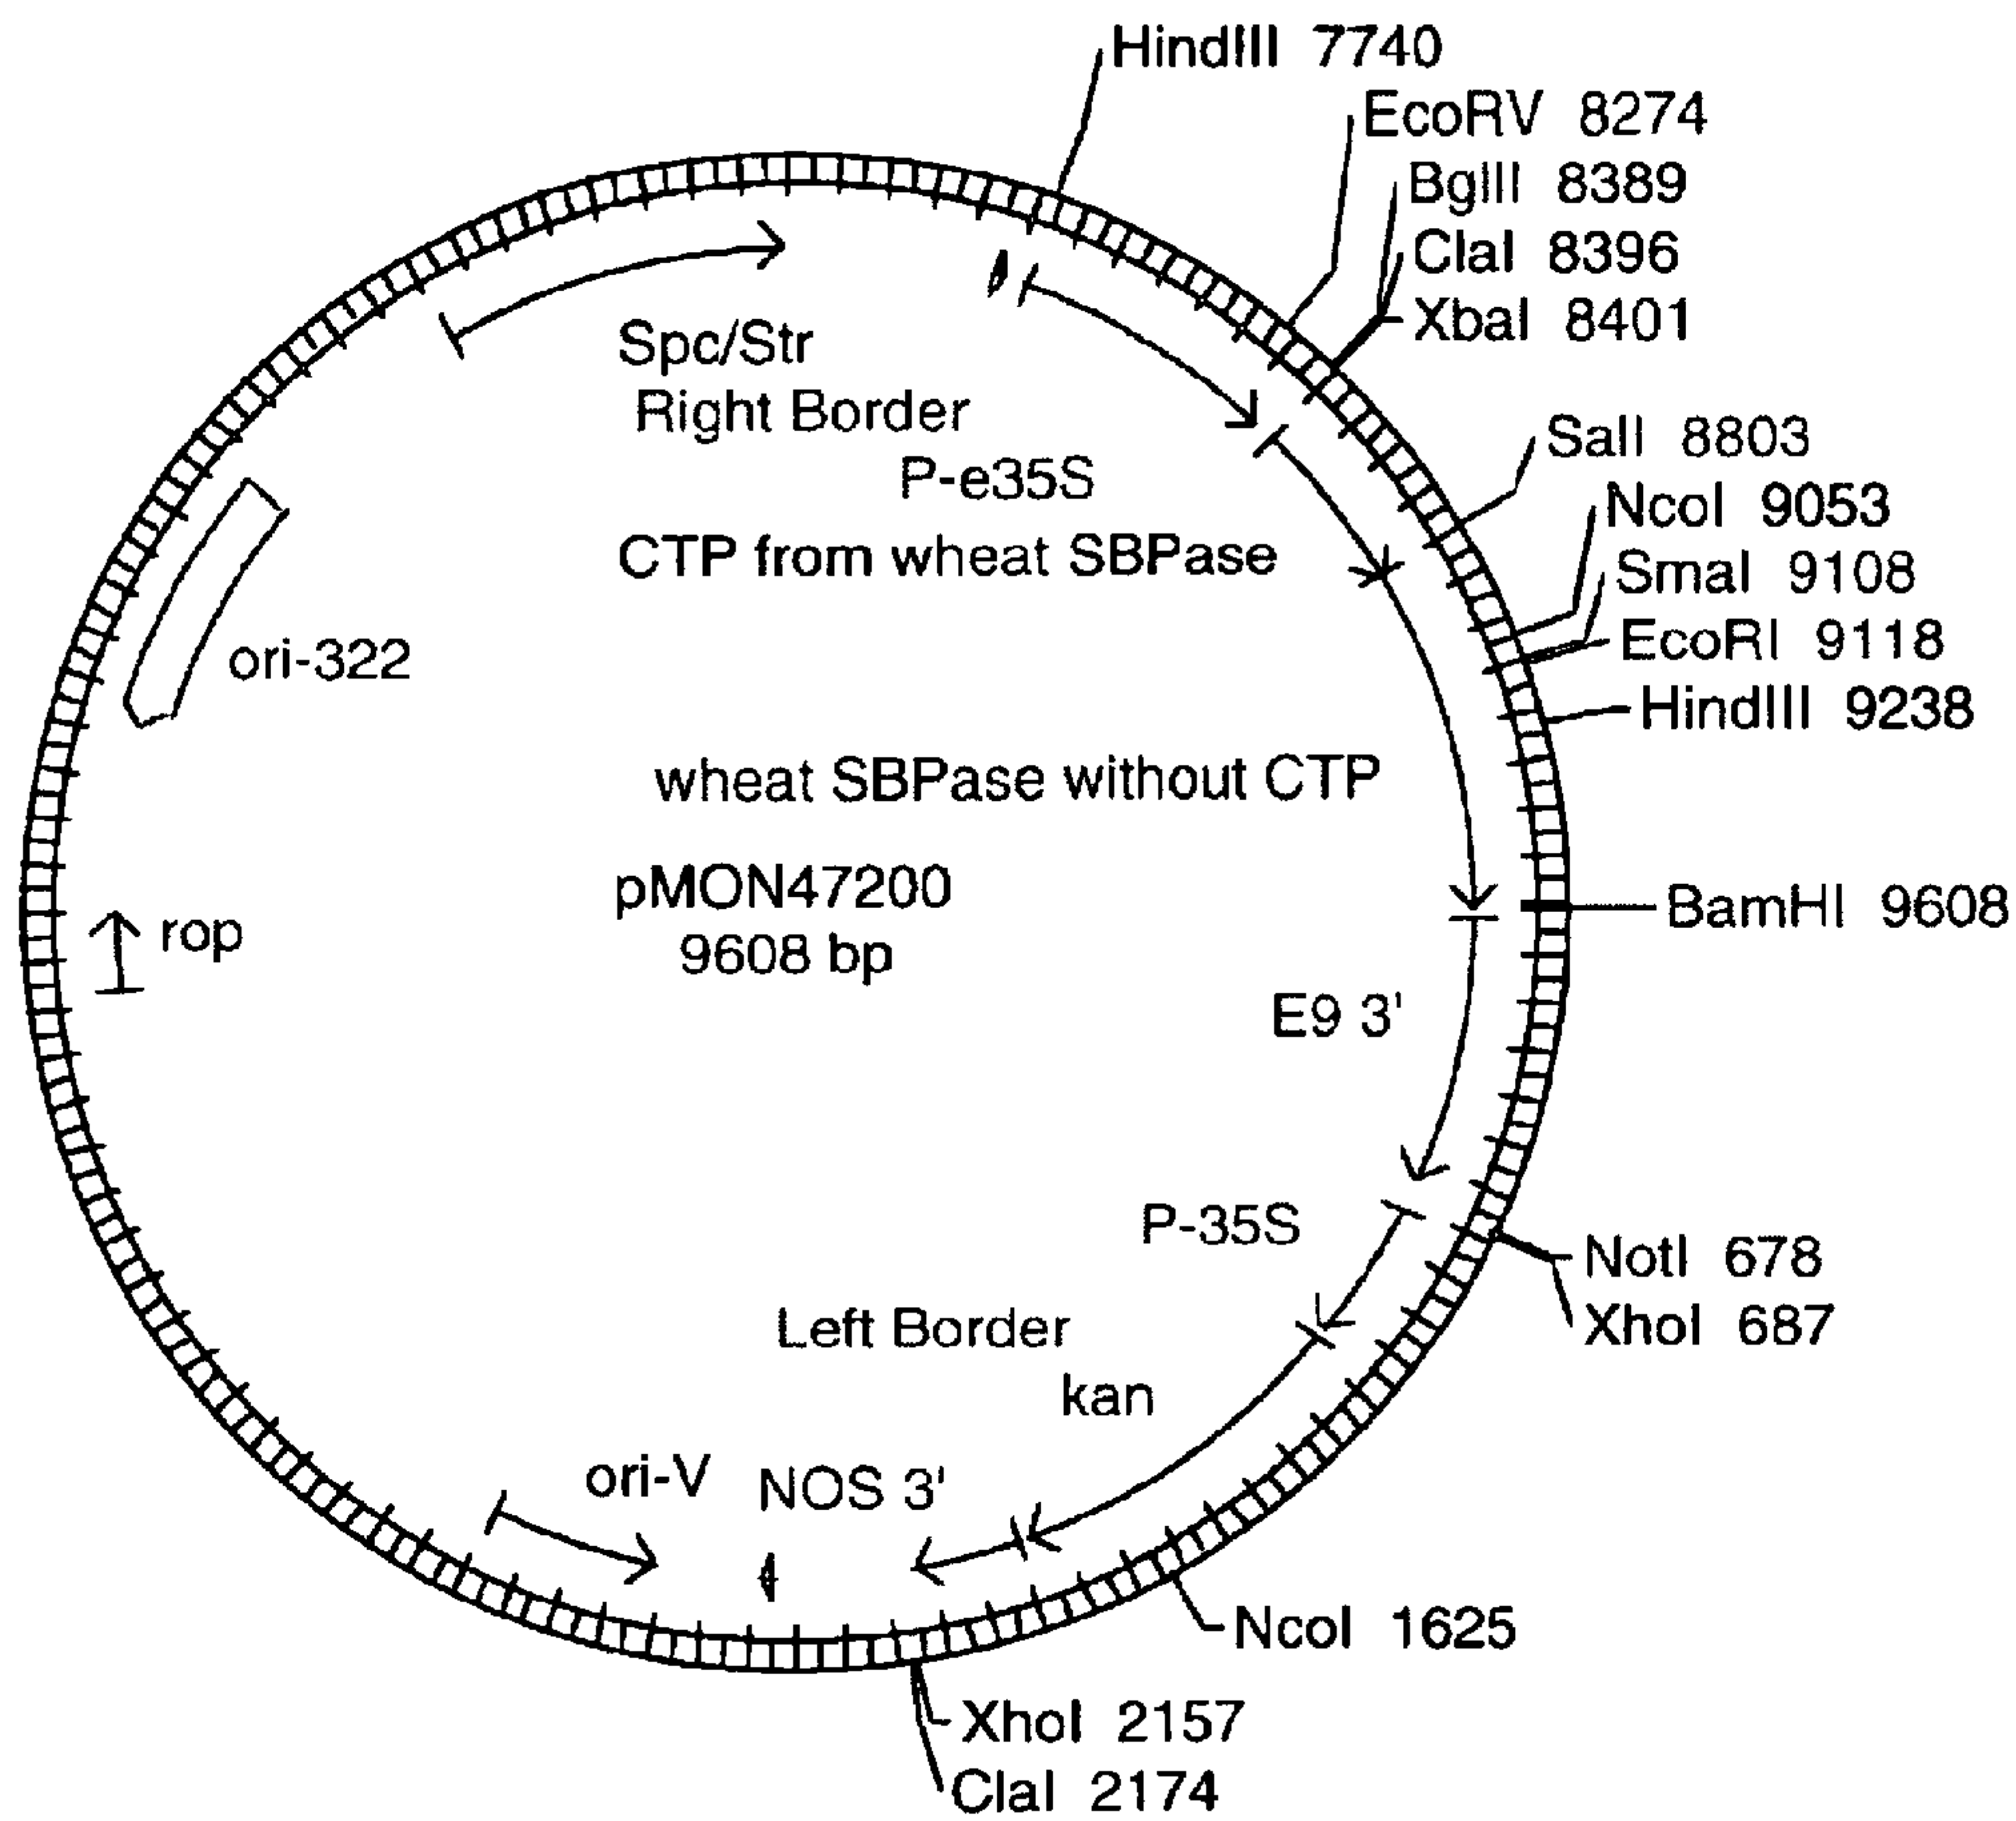 HindIII 7740
EcoRV 8274
BglII 8389
ClaI 8396
XbaI 8401
Spc/Str
Right Border
P-e35S
SalI 8803
NcoI 9053
CTP from wheat SBPase
SmaI 9108
EcoRI 9118
ori-322
HindIII 9238
wheat SBPase without CTP
pMON47200
9608 bp
BamHI 9608
rop
E9 3'
P-35S
NotI 678
XhoI 687
Left Border
kan
ori-V
NOS 3'
NcoI 1625
XhoI 2157
ClaI 2174